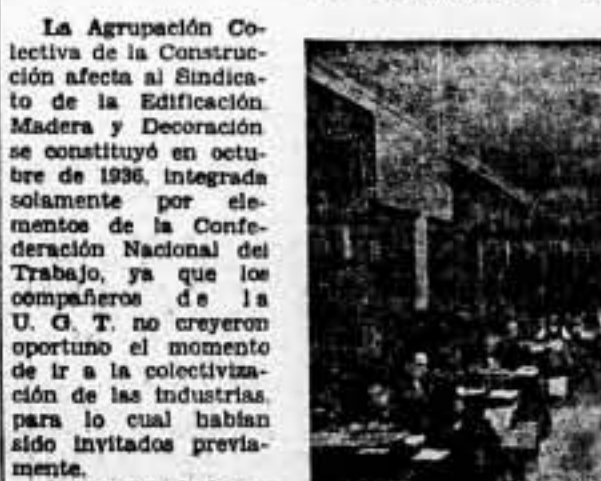 La Agrupación Co-
lectiva de la Construc-
ción afecta al Sindica-
to de la Edificación.
Madera y Decoración
se constituyó en octu-
bre de 1936, integrada
solamente por ele-
mentos de la Confe-
deración Nacional del
Trabajo, ya que los
compañeros de la
U. G. T. no creyeron
oportuno el momento
de ir a la colectiviza-
ción de las industrias,
para lo cual habían
sido invitados previa-
mente.